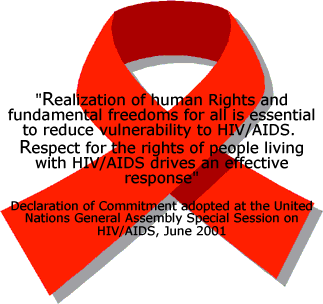 "Realization of human Rights and
fundamental freedoms for all is essential
to reduce vulnerability to HIV/AIDS.
Respect for the rights of people living
with HIV/AIDS drives an effective
response"
Declaration of Commitment adopted at the United
Nations General Assembly Special Session on
HIV/AIDS, June 2001